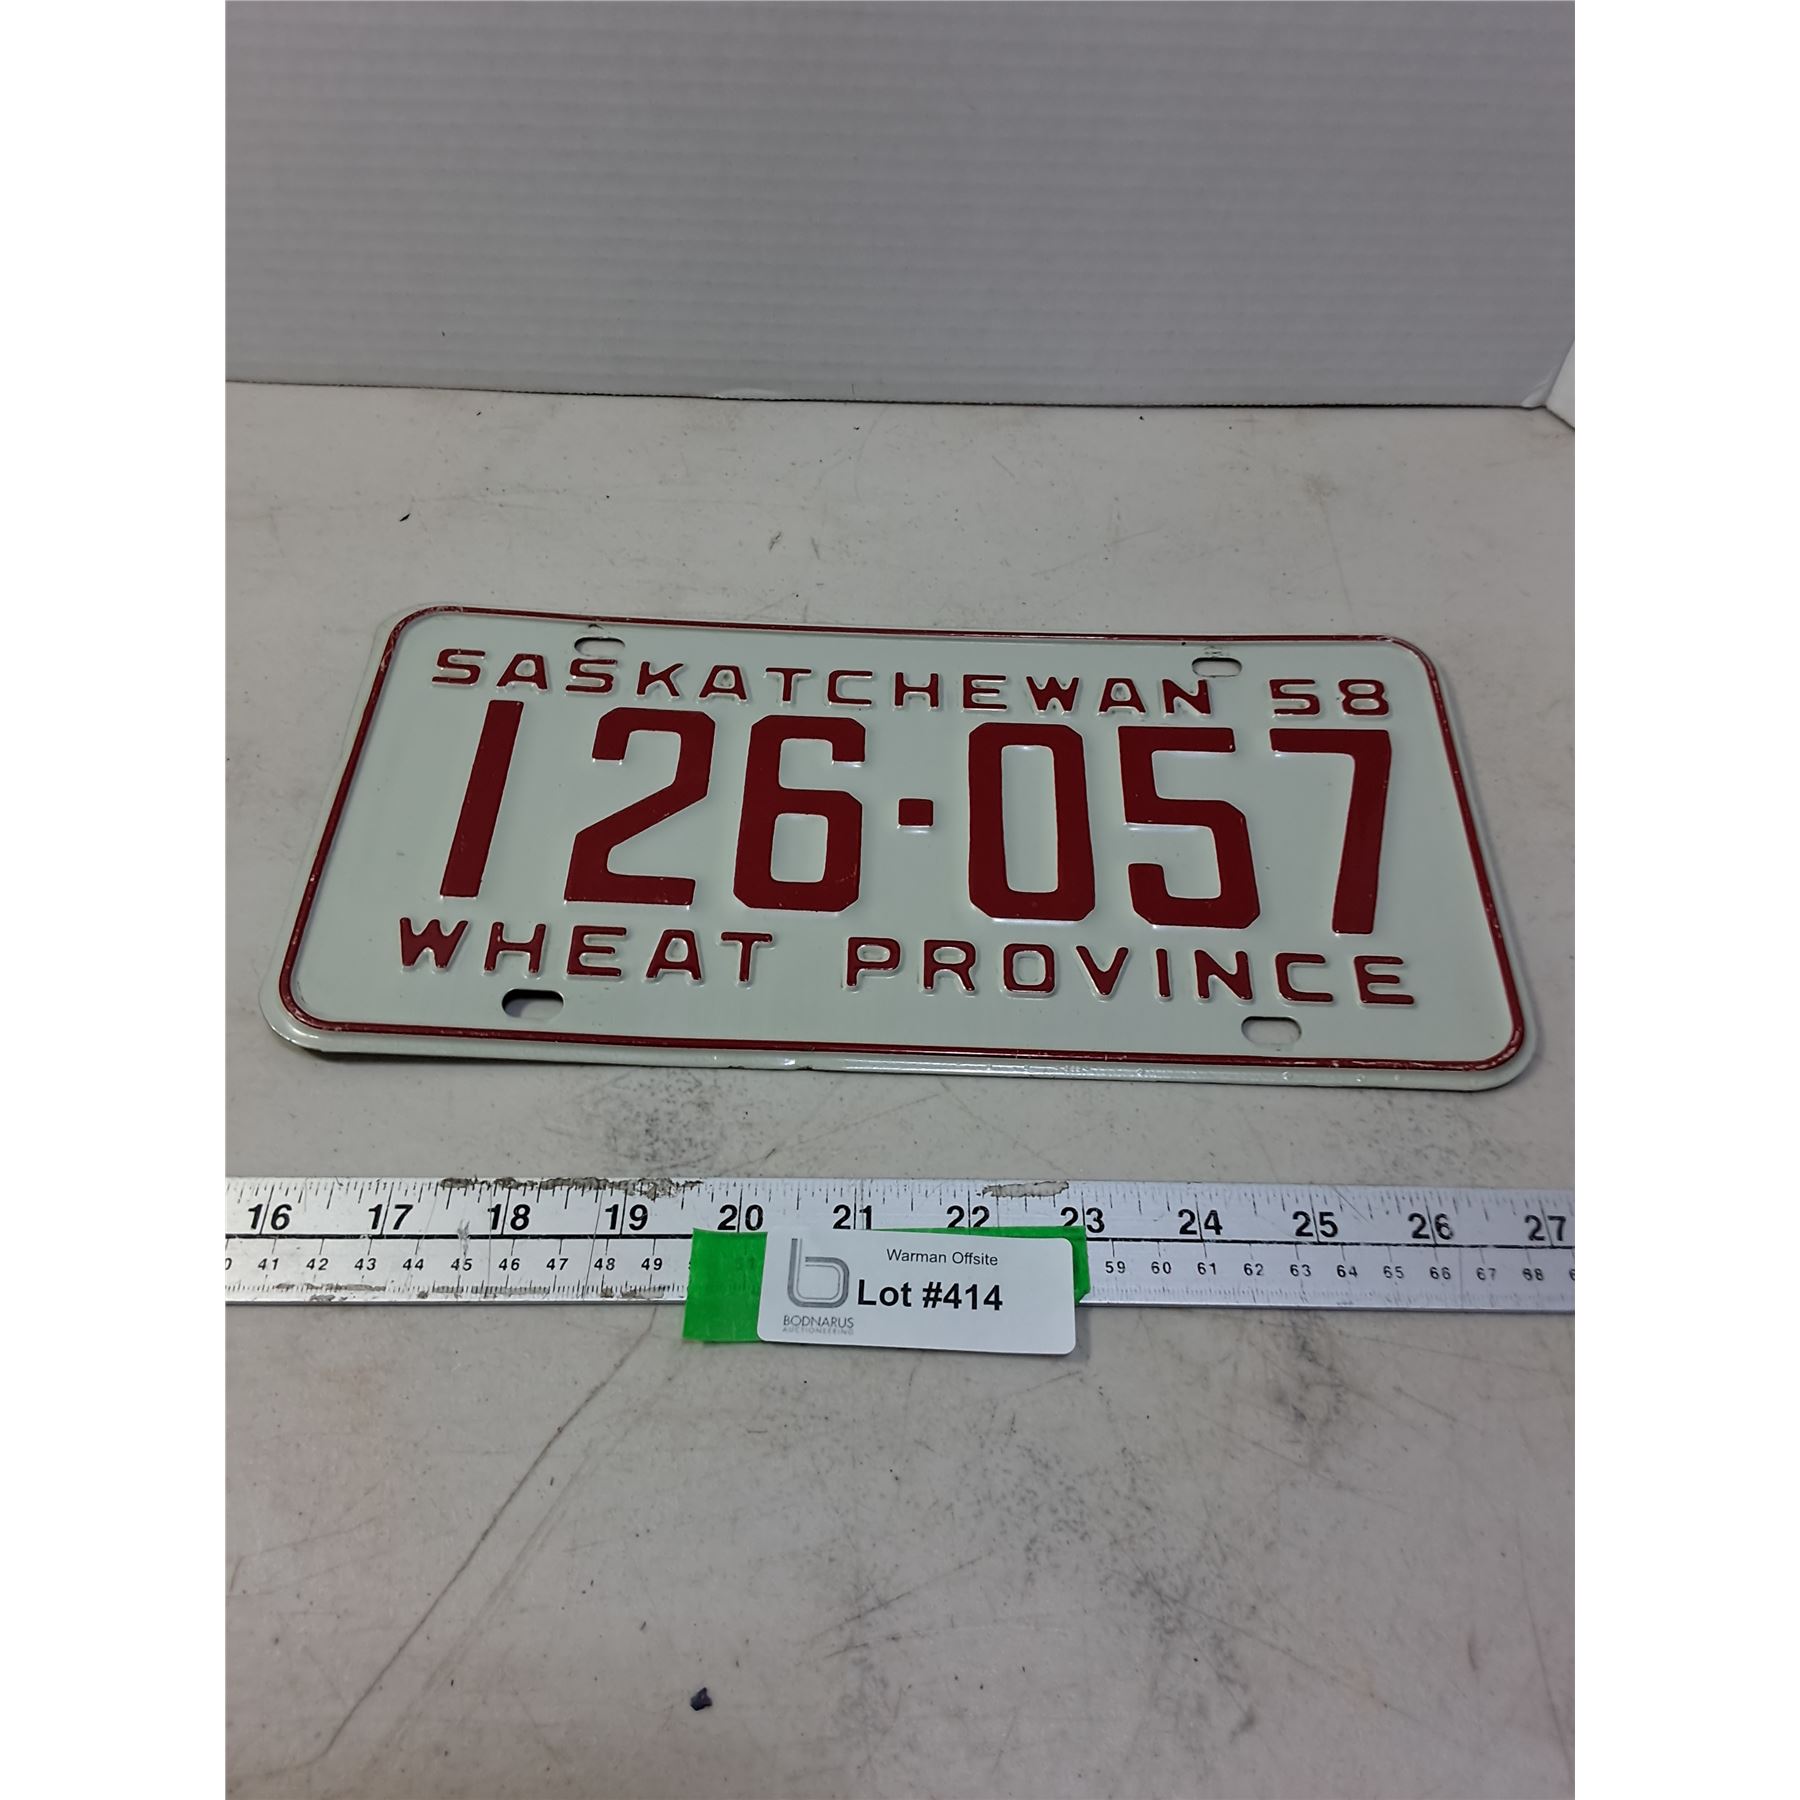 SASKATCHEWAN 58
126·057
WHEAT PROVINCE
16 17 18 19 20 21 22 23 24 25 26 27
41 42 43 44 45 46 47 48 49 59 60 61 62 63 64 65 66 67 68
Warman Offsite
Lot #414
BODNARUS
AUCTIONEERING